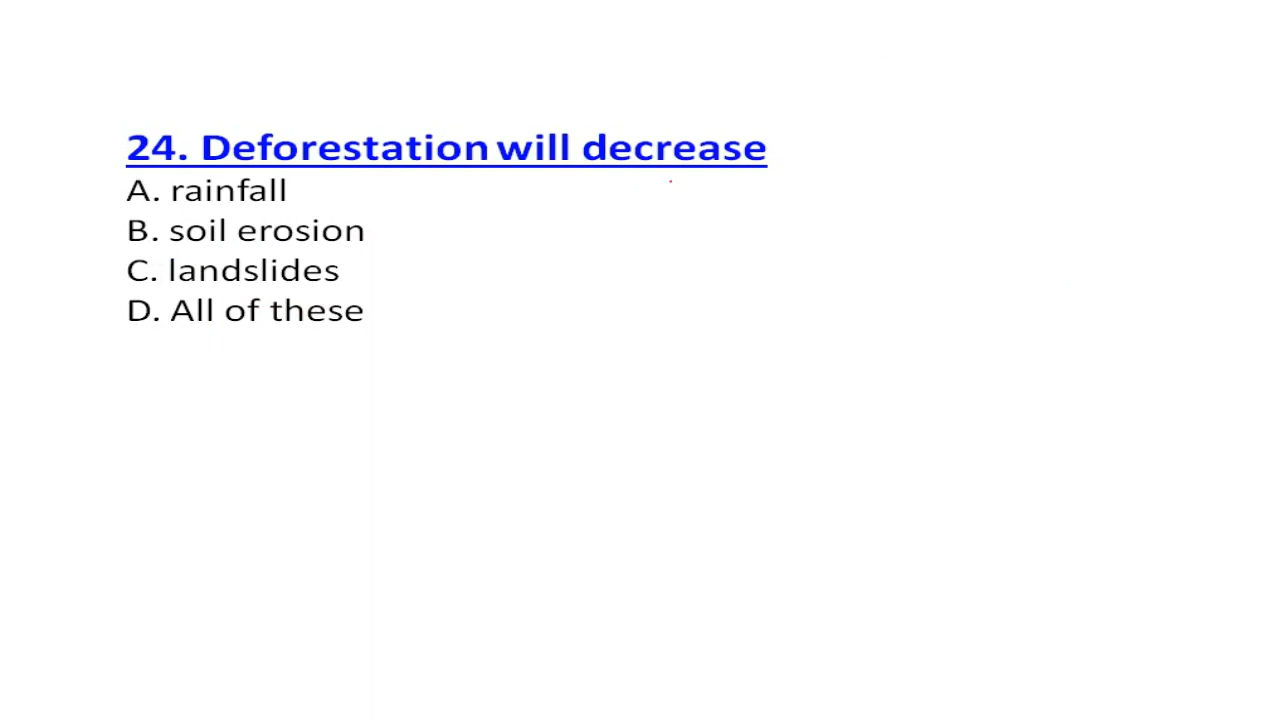 24. Deforestation will decrease
A. rainfall
B. soil erosion
C. landslides
D. All of these